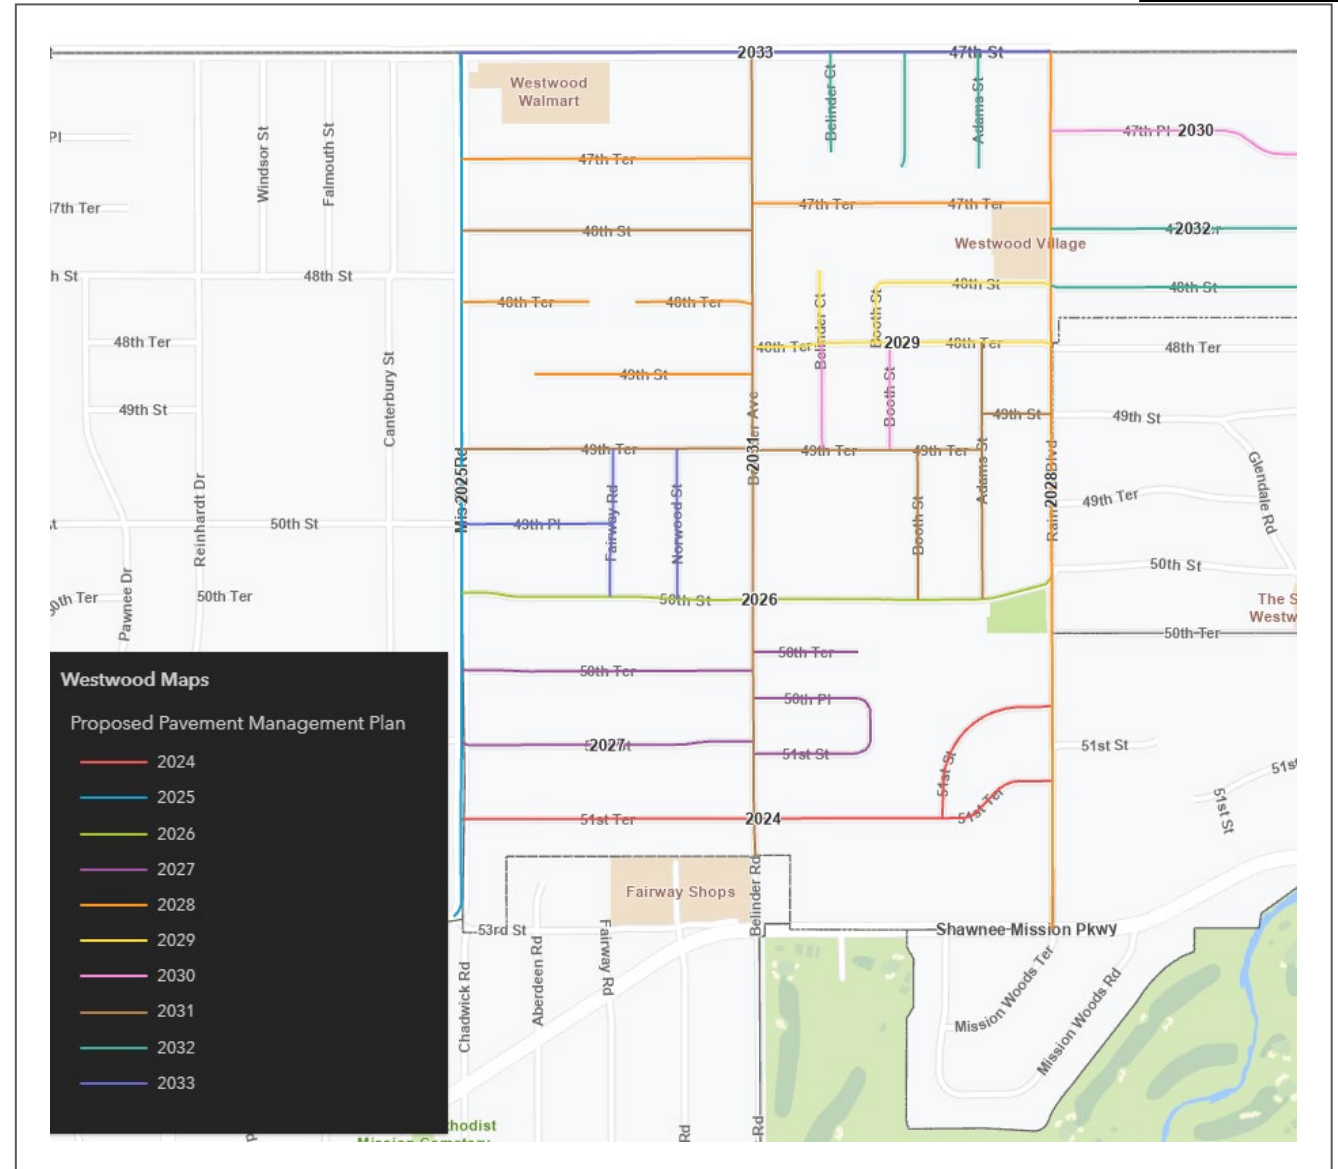 2033
47th St
Westwood
Walmart
Belinder Ct
Adams St
47th Pl
2030
Pl
Windsor St
Falmouth St
47th Ter
47th Ter
47th Ter
47th Ter
48th St
Westwood Village
2032
h St
48th St
48th St
48th St
48th Ter
48th Ter
Belinder Ct
Booth St
48th Ter
48th Ter
2029
48th Ter
48th Ter
49th St
Canterbury St
Booth St
49th St
49th St
49th St
49th Ter
2031
49th Ter
49th Ter
Adams St
Glendale Rd
Reinhardt Dr
2025
Rd
Fairway Rd
Norwood St
Booth St
2028
Blvd
49th Ter
50th St
49th Pl
50th St
Pawnee Dr
50th Ter
50th Ter
50th St
2026
The S
Westw
50th Ter
50th Ter
50th Ter
50th Pl
2027
51st St
51st St
51st St
51st
51st St
51st Ter
2024
51st Ter
Westwood Maps
Proposed Pavement Management Plan
2024
2025
2026
2027
2028
2029
2030
2031
2032
2033
Fairway Shops
Belinder Rd
53rd St
Shawnee Mission Pkwy
Chadwick Rd
Aberdeen Rd
Fairway Rd
Mission Woods Ter
Mission Woods Rd
Rd
Rd
thodist